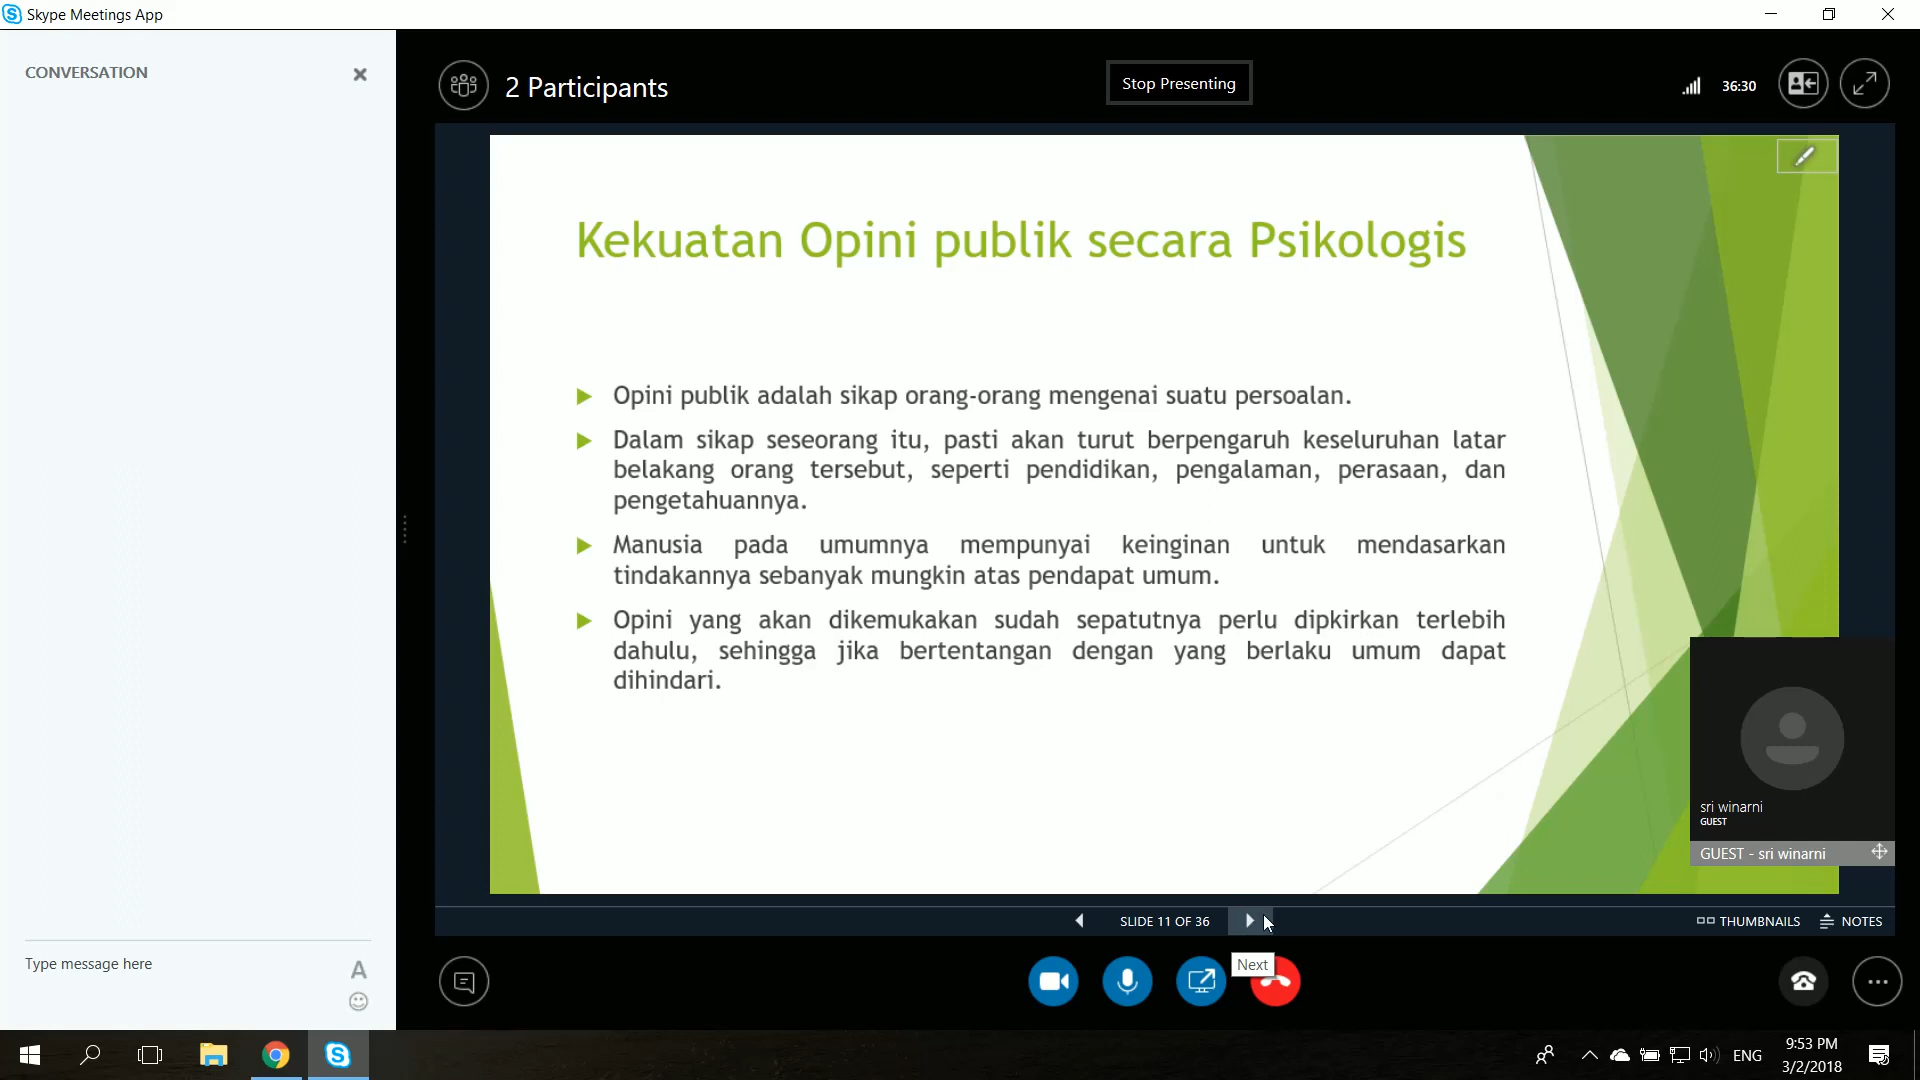 Skype Meetings App
CONVERSATION
2 Participants
Stop Presenting
36:30
Kekuatan Opini publik secara Psikologis
Opini publik adalah sikap orang-orang mengenai suatu persoalan.
Dalam sikap seseorang itu, pasti akan turut berpengaruh keseluruhan latar
belakang orang tersebut, seperti pendidikan, pengalaman, perasaan, dan
pengetahuannya.
Manusia pada umumnya mempunyai keinginan untuk mendasarkan
tindakannya sebanyak mungkin atas pendapat umum.
Opini yang akan dikemukakan sudah sepatutnya perlu dipkirkan terlebih
dahulu, sehingga jika bertentangan dengan yang berlaku umum dapat
dihindari.
sri winarni
GUEST
GUEST - sri winarni
SLIDE 11 OF 36
THUMBNAILS
NOTES
Next
Type message here
A
ENG
9:53 PM
3/2/2018